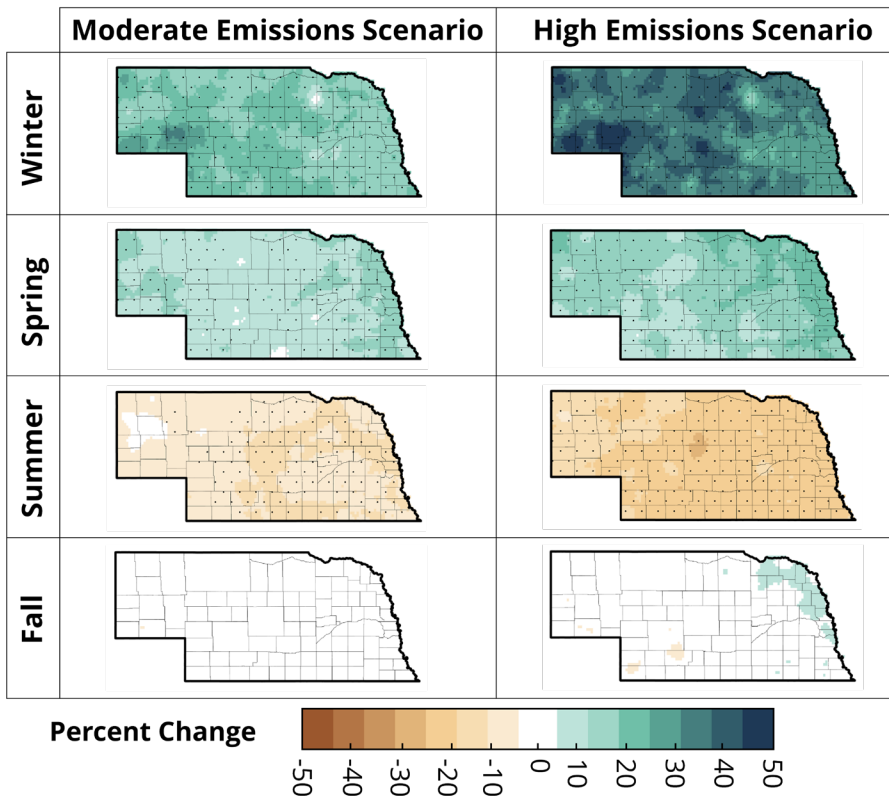 Moderate Emissions Scenario
High Emissions Scenario
Winter
Spring
Summer
Fall
Percent Change
-50
-40
-30
-20
-10
0
10
20
30
40
50